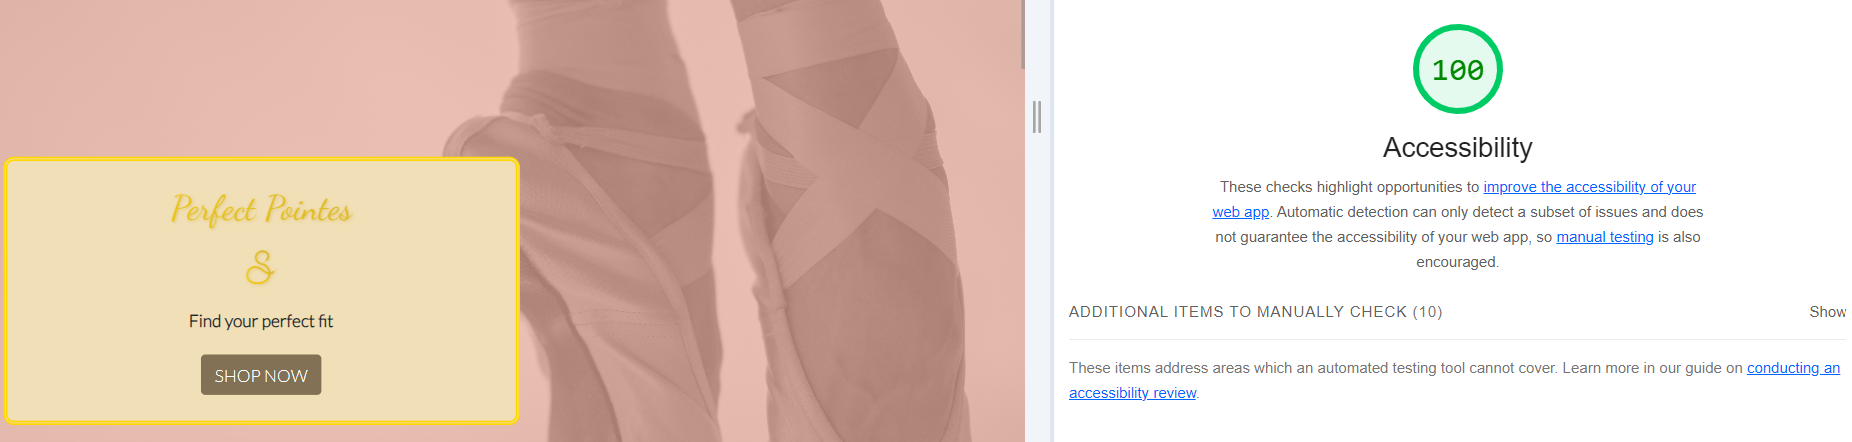 Perfect Pointes
&
Find your perfect fit
SHOP NOW
100
Accessibility
These checks highlight opportunities to improve the accessibility of your
web app. Automatic detection can only detect a subset of issues and does
not guarantee the accessibility of your web app, so manual testing is also
encouraged.
ADDITIONAL ITEMS TO MANUALLY CHECK (10) Show
These items address areas which an automated testing tool cannot cover. Learn more in our guide on conducting an
accessibility review.